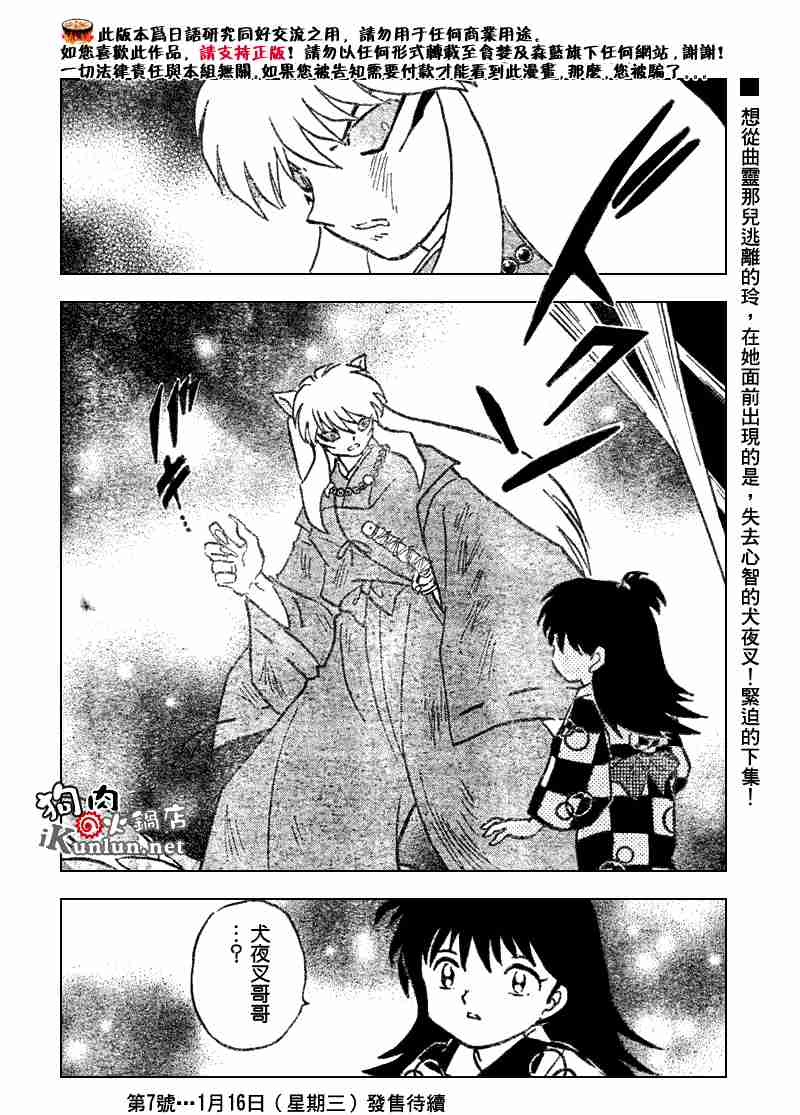 此版本爲日語研究同好交流之用，請勿用于任何商業用途。
如您喜歡此作品，請支持正版！請勿以任何形式轉載至貪婪及森藍旗下任何網站，謝謝！
一切法律責任與本組無關，如果您被告知需要付款才能看到此漫畫，那麼，您被騙了...
■想從曲靈那兒逃離的玲，在她面前出現的是，失去心智的犬夜叉！緊迫的下集！
狗肉
火鍋店
iKunlun.net
犬夜叉哥哥
…？
第7號…1月16日（星期三）發售待續